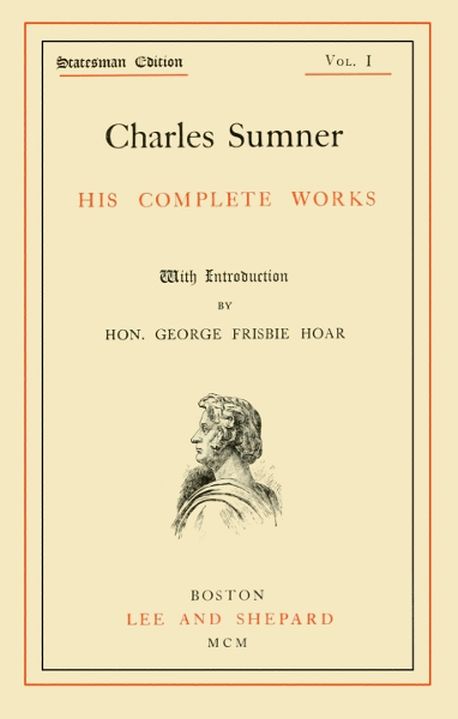 Statesman Edition
Vol. I
Charles Sumner
HIS COMPLETE WORKS
With Introduction
BY
HON. GEORGE FRISBIE HOAR
BOSTON
LEE AND SHEPARD
MCM